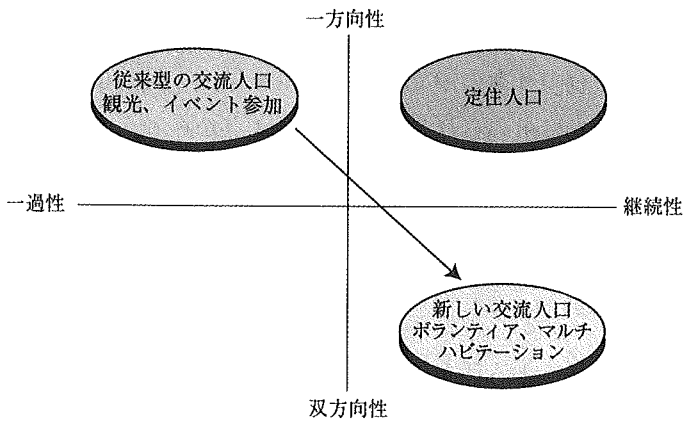 一方向性
従来型の交流人口
観光、イベント参加
定住人口
一過性
継続性
新しい交流人口
ボランティア、マルチ
ハビテーション
双方向性